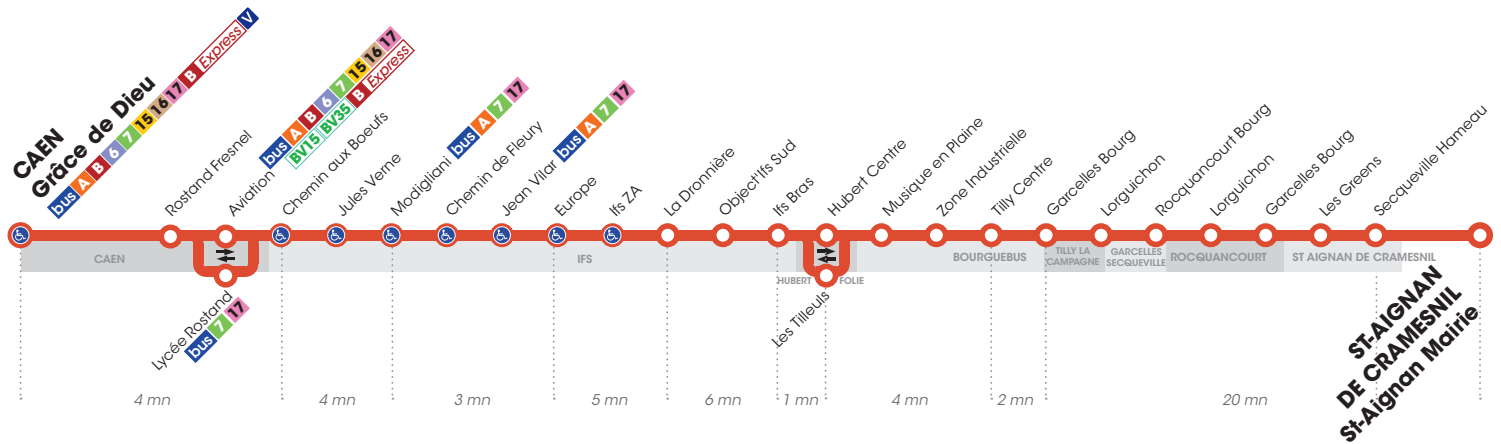 CAEN
Grâce de Dieu
bus A B 6 7 15 16 17 B Express V
Rostand Fresnel
Aviation
bus A B 6 7 15 16 17
BV15 BV35 B Express
Chemin aux Boeufs
Jules Verne
Modigliani bus A 7 17
Chemin de Fleury
Jean Vilar bus A 7 17
Europe
Ifs ZA
La Dronnière
Object'Ifs Sud
Ifs Bras
Hubert Centre
Musique en Plaine
Zone Industrielle
Tilly Centre
Garcelles Bourg
Lorguichon
Rocquancourt Bourg
Lorguichon
Garcelles Bourg
Les Greens
Secqueville Hameau
CAEN
IFS
HUBERT FOLIE
BOURGUEBUS
TILLY LA
CAMPAGNE
GARCELLES
SECQUEVILLE
ROCQUANCOURT
ST AIGNAN DE CRAMESNIL
Lycée Rostand
bus 7 17
Les Tilleuls
ST-AIGNAN
DE CRAMESNIL
St-Aignan Mairie
4 mn
4 mn
3 mn
5 mn
6 mn
1 mn
4 mn
2 mn
20 mn